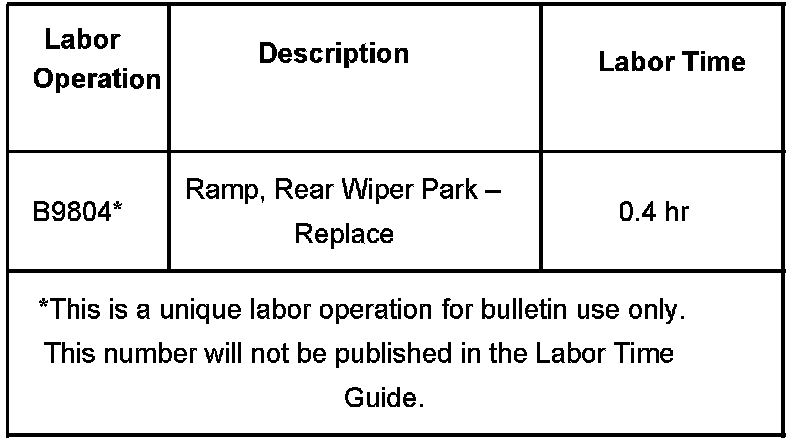 Labor
Operation
Description
Labor Time
B9804*
Ramp, Rear Wiper Park –
Replace
0.4 hr
*This is a unique labor operation for bulletin use only.
This number will not be published in the Labor Time
Guide.